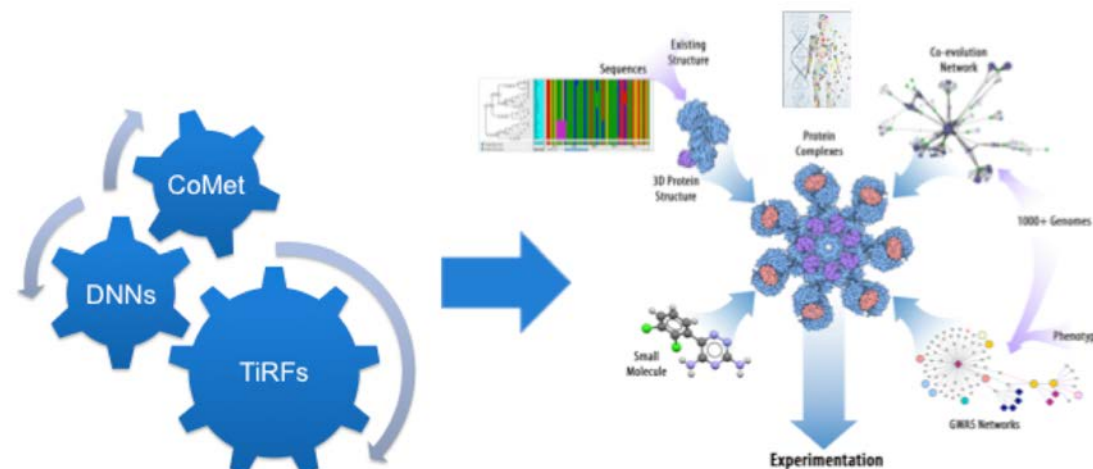 CoMet
DNNs
TiRFs
Existing
Structure
Sequences
3D Protein
Structure
Protein
Complexes
Co-evolution
Network
1000+ Genomes
Phenotyp
GWAS Networks
Small
Molecule
Experimentation